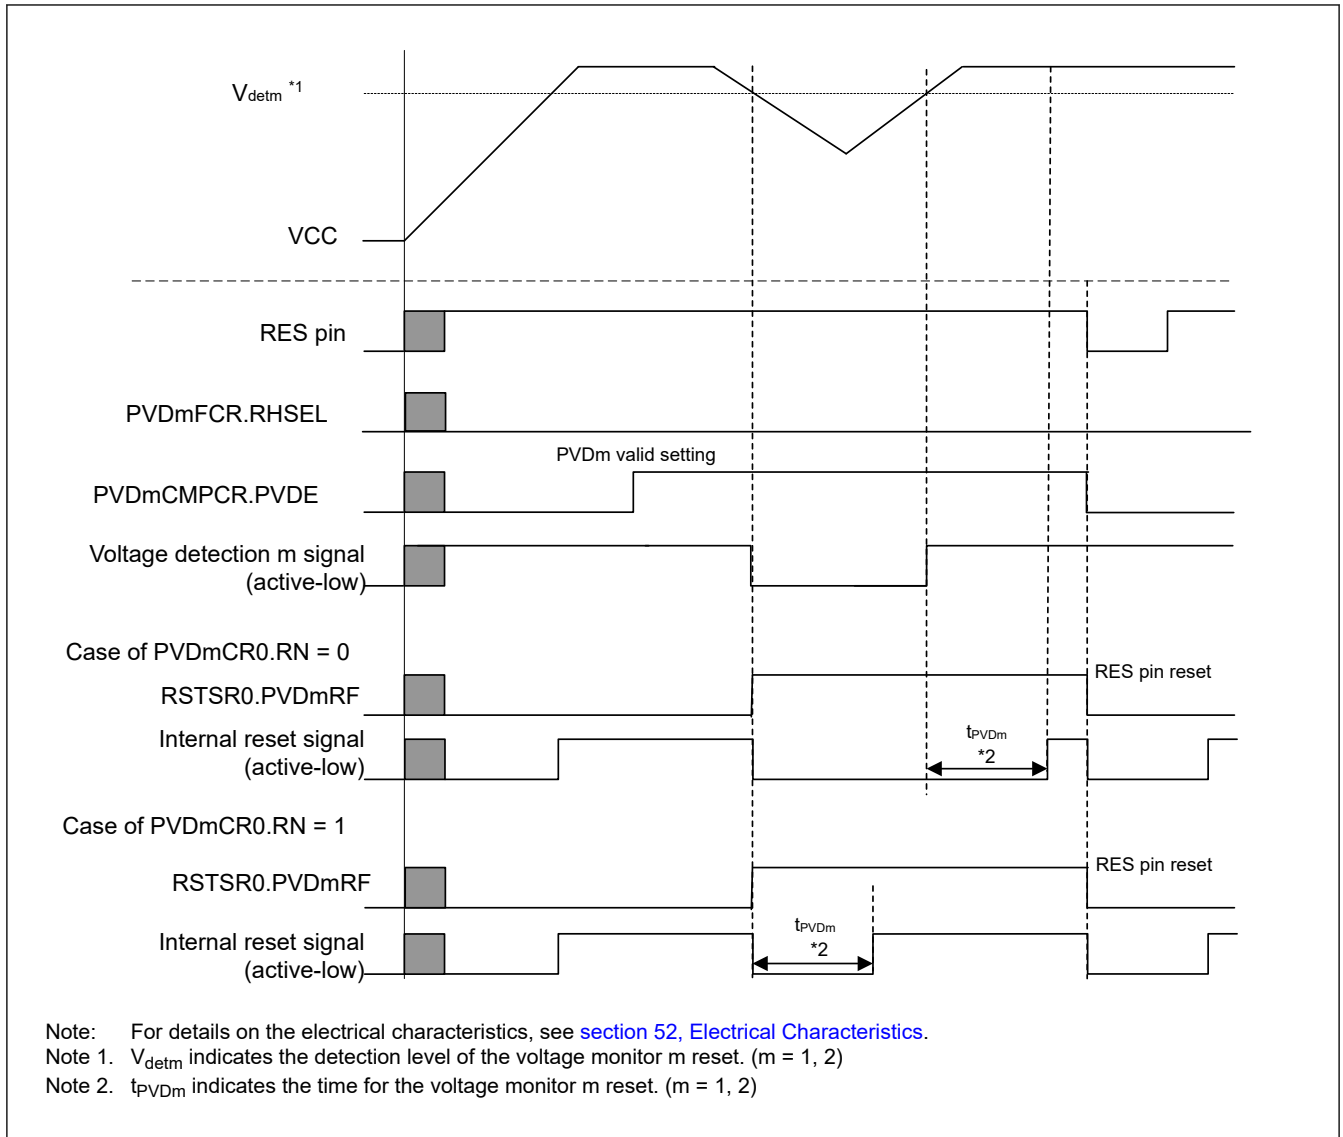 Vdetm *1
VCC
RES pin
PVDmFCR.RHSEL
PVDm valid setting
PVDmCMPCR.PVDE
Voltage detection m signal
(active-low)
Case of PVDmCR0.RN = 0
RES pin reset
RSTSR0.PVDmRF
Internal reset signal
(active-low)
tPVDm
*2
Case of PVDmCR0.RN = 1
RES pin reset
RSTSR0.PVDmRF
Internal reset signal
(active-low)
tPVDm
*2
Note: For details on the electrical characteristics, see section 52, Electrical Characteristics.
Note 1. Vdetm indicates the detection level of the voltage monitor m reset. (m = 1, 2)
Note 2. tPVDm indicates the time for the voltage monitor m reset. (m = 1, 2)